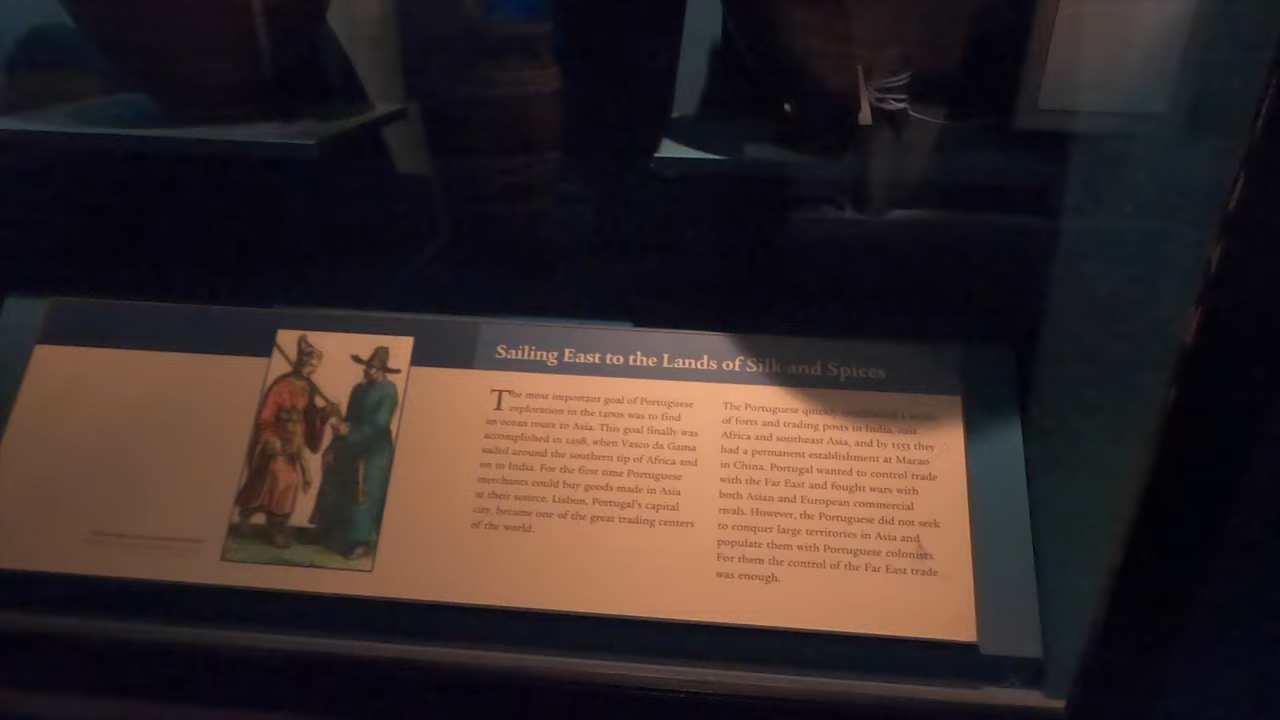 Sailing East to the Lands of Silk and Spices
The most important goal of Portuguese
exploration in the 1400s was to find
an ocean route to Asia. This goal finally was
accomplished in 1498, when Vasco da Gama
sailed around the southern tip of Africa and
on to India. For the first time Portuguese
merchants could buy goods made in Asia
at their source. Lisbon, Portugal's capital
city, became one of the great trading centers
of the world.
The Portuguese quickly
of forts and trading posts in India, east
Africa and southeast Asia, and by 1553 they
had a permanent establishment at Macao
in China. Portugal wanted to control trade
with the Far East and fought wars with
both Asian and European commercial
rivals. However, the Portuguese did not seek
to conquer large territories in Asia and
populate them with Portuguese colonists.
For them the control of the Far East trade
was enough.